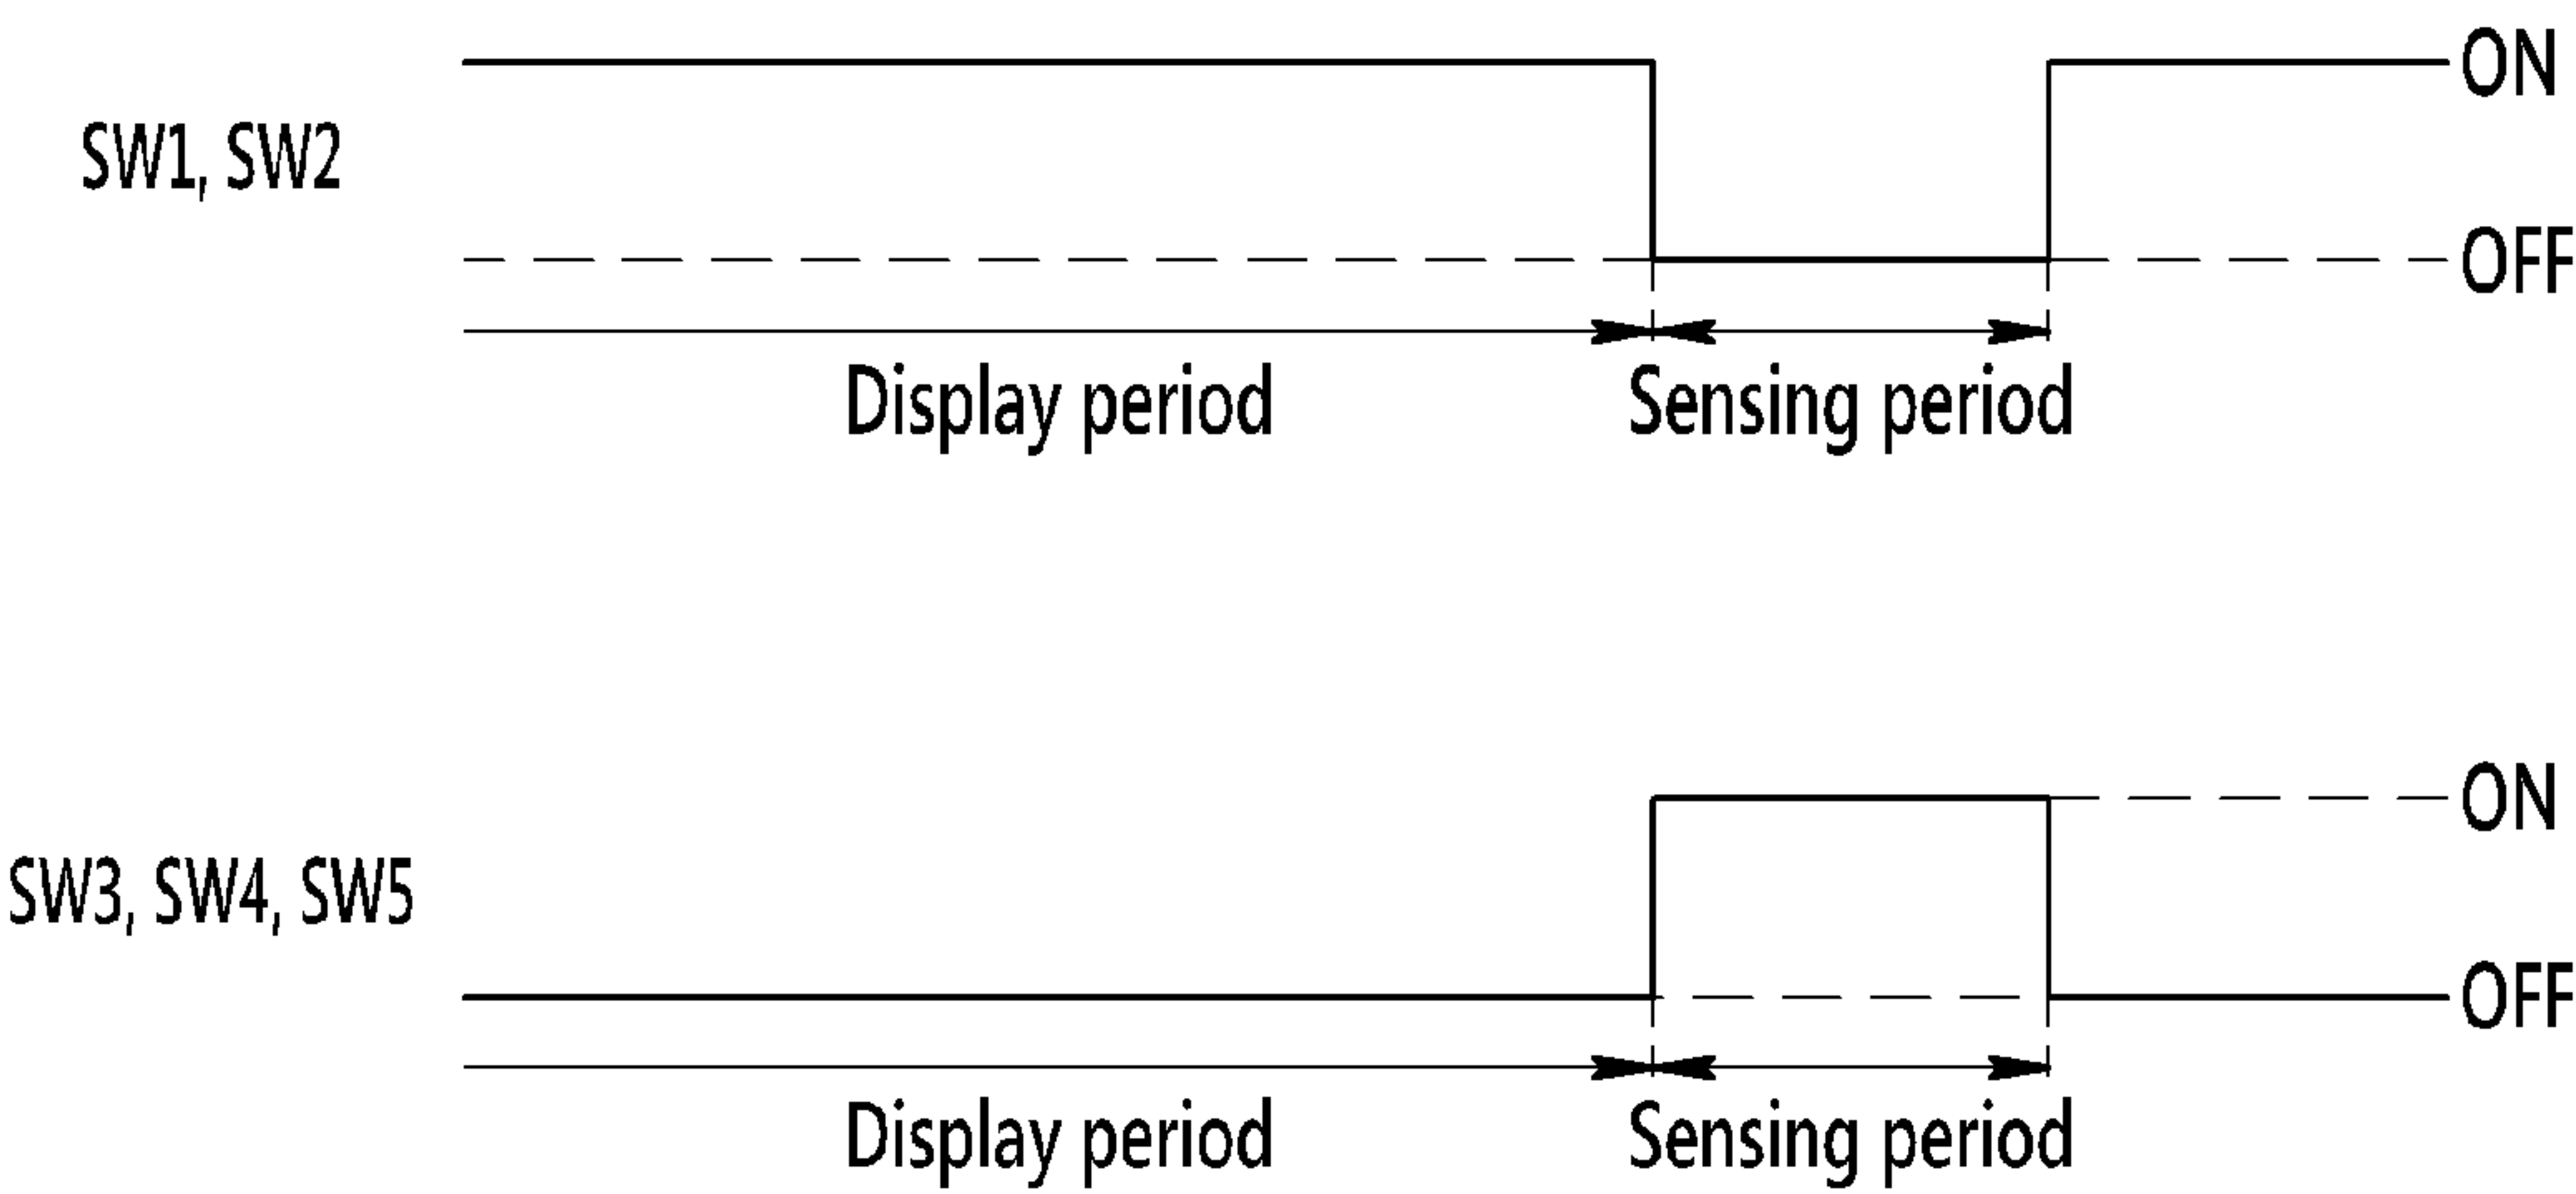 ON
SW1, SW2
OFF
Display period Sensing period
ON
SW3, SW4, SW5
OFF
Display period Sensing period